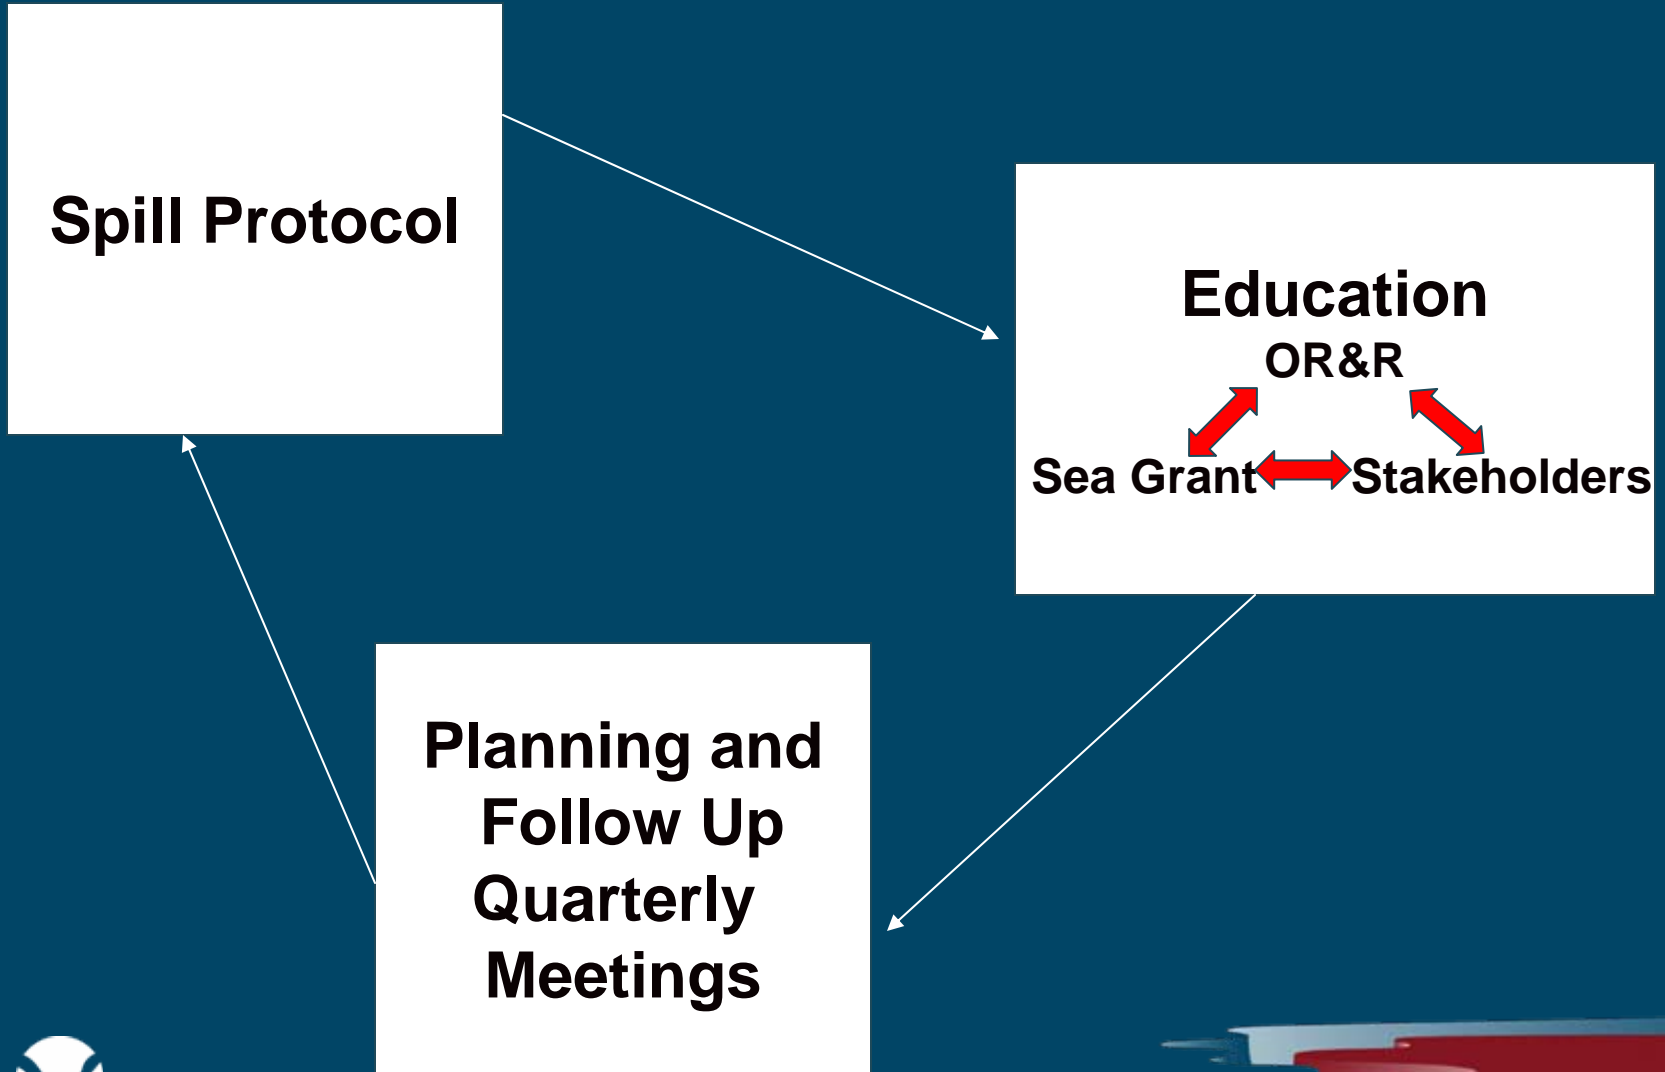 Spill Protocol
Education
OR&R
Sea Grant Stakeholders
Planning and
Follow Up
Quarterly
Meetings